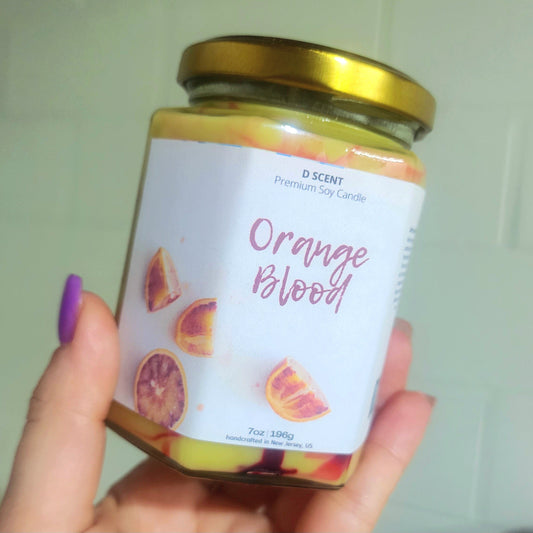 D SCENT
Premium Soy Candle
Orange
Blood
7oz | 196g
handcrafted in New Jersey, US